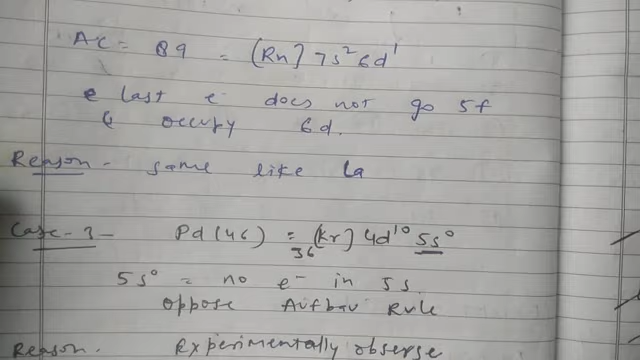 Ac = 89 = [Rn] 7s² 6d¹
e last e⁻ does not go 5f
& occupy 6d.
Reason - same like La
Case-3- Pd(46) = 36[Kr] 4d¹⁰ 5s⁰
5s⁰ = no e⁻ in 5s.
oppose Aufbau Rule
Reason. Experimentally observe